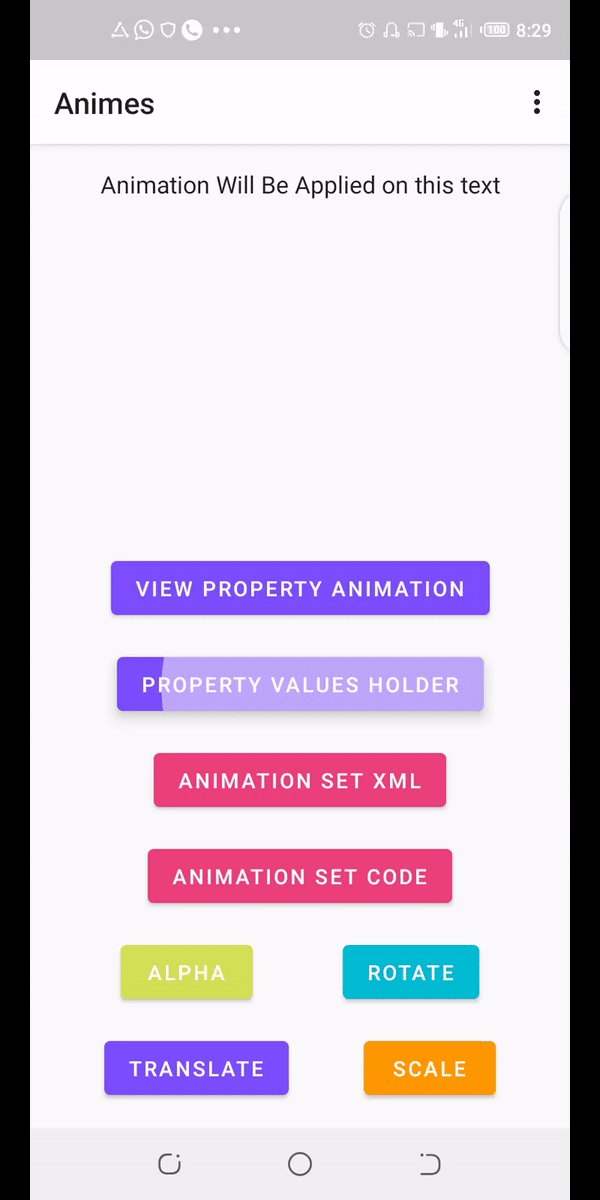 4G 100 8:29
Animes
Animation Will Be Applied on this text
VIEW PROPERTY ANIMATION
PROPERTY VALUES HOLDER
ANIMATION SET XML
ANIMATION SET CODE
ALPHA ROTATE
TRANSLATE SCALE